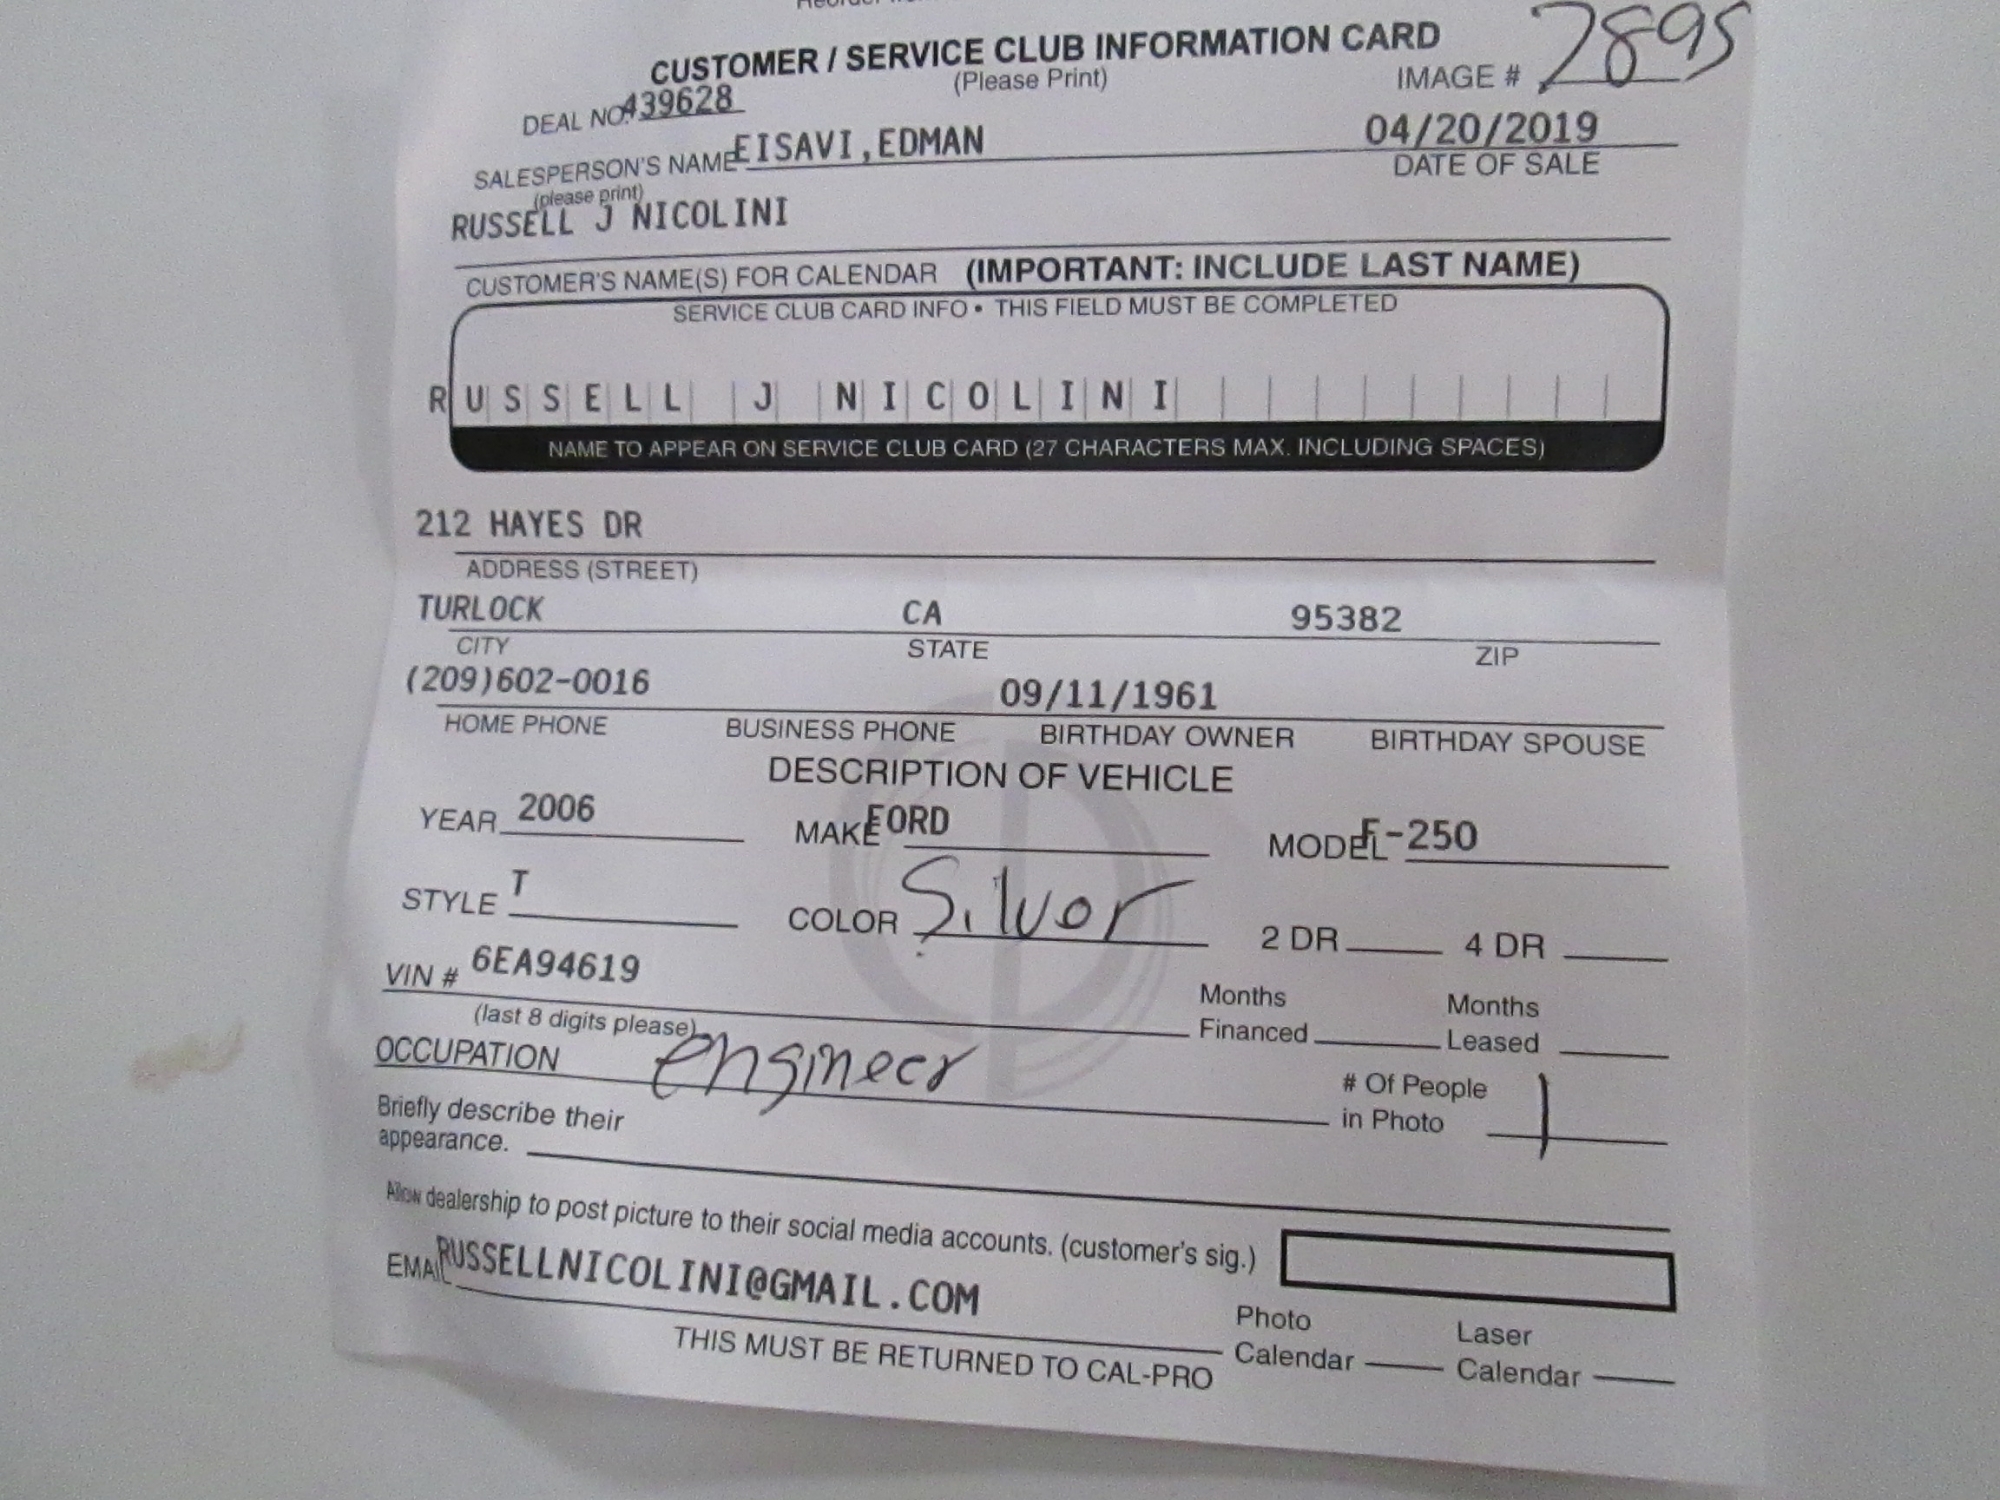 CUSTOMER / SERVICE CLUB INFORMATION CARD
(Please Print)
IMAGE # 2895
DEAL NO. 439628
SALESPERSON'S NAME EISAVI,EDMAN
(please print)
04/20/2019
DATE OF SALE
RUSSELL J NICOLINI
CUSTOMER'S NAME(S) FOR CALENDAR (IMPORTANT: INCLUDE LAST NAME)
SERVICE CLUB CARD INFO • THIS FIELD MUST BE COMPLETED
RUSSELL J NICOLINI
NAME TO APPEAR ON SERVICE CLUB CARD (27 CHARACTERS MAX. INCLUDING SPACES)
212 HAYES DR
ADDRESS (STREET)
TURLOCK CA 95382
CITY STATE ZIP
(209)602-0016 09/11/1961
HOME PHONE BUSINESS PHONE BIRTHDAY OWNER BIRTHDAY SPOUSE
DESCRIPTION OF VEHICLE
YEAR 2006 MAKE FORD MODEL F-250
STYLE T COLOR Silvor 2 DR 4 DR
VIN # 6EA94619
(last 8 digits please)
Months Financed
Months Leased
OCCUPATION engineer
# Of People in Photo 1
Briefly describe their
appearance.
Allow dealership to post picture to their social media accounts. (customer's sig.)
EMAIL RUSSELLNICOLINI@GMAIL.COM
Photo Calendar
Laser Calendar
THIS MUST BE RETURNED TO CAL-PRO